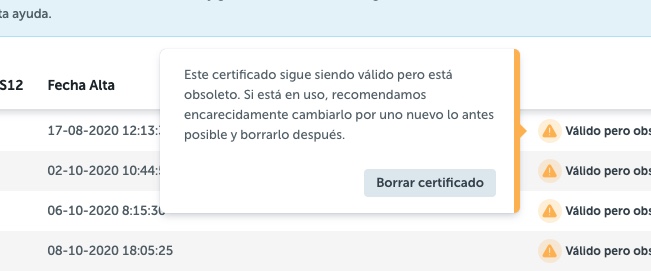 ta ayuda.
S12 Fecha Alta
Este certificado sigue siendo válido pero está
obsoleto. Si está en uso, recomendamos
encarecidamente cambiarlo por uno nuevo lo antes
posible y borrarlo después.
Borrar certificado
17-08-2020 12:13: Válido pero obs
02-10-2020 10:44: Válido pero obs
06-10-2020 8:15:30 Válido pero obs
08-10-2020 18:05:25 Válido pero obs